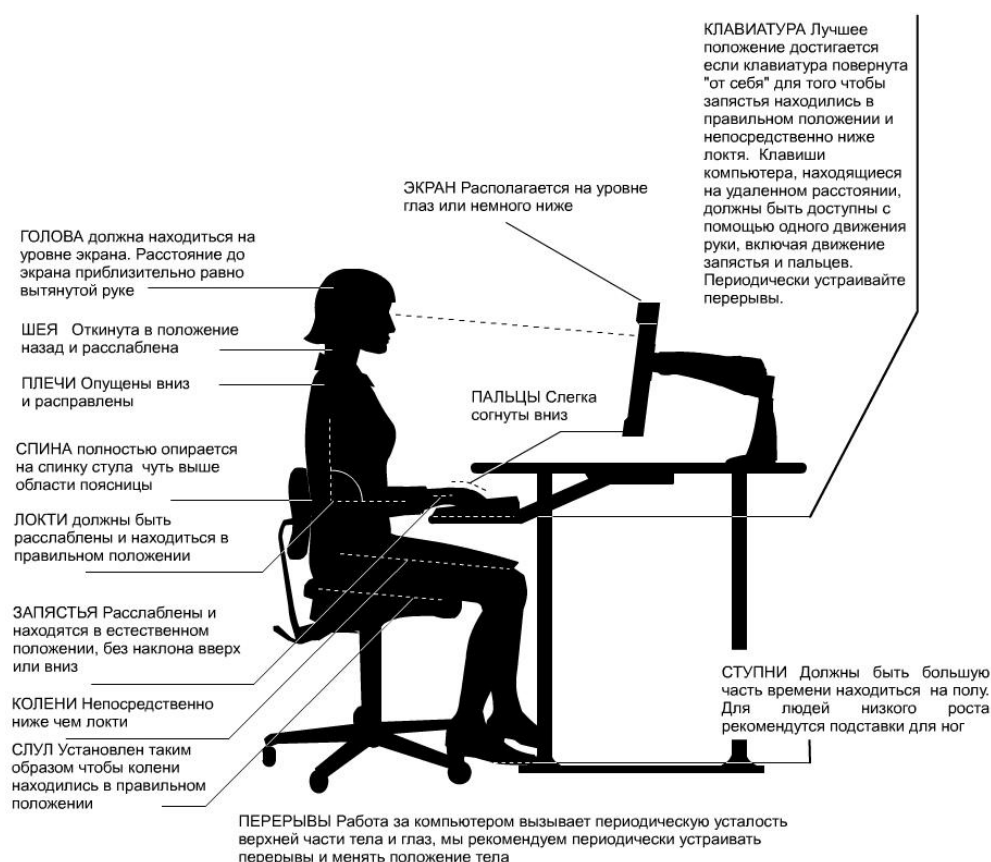 КЛАВИАТУРА Лучшее
положение достигается
если клавиатура повернута
"от себя" для того чтобы
запястья находились в
правильном положении и
непосредственно ниже
локтя. Клавиши
компьютера, находящиеся
на удаленном расстоянии,
должны быть доступны с
помощью одного движения
руки, включая движение
запястья и пальцев.
Периодически устраивайте
перерывы.
ЭКРАН Располагается на уровне
глаз или немного ниже
ГОЛОВА должна находиться на
уровне экрана. Расстояние до
экрана приблизительно равно
вытянутой руке
ШЕЯ Откинута в положение
назад и расслаблена
ПЛЕЧИ Опущены вниз
и расправлены
ПАЛЬЦЫ Слегка
согнуты вниз
СПИНА полностью опирается
на спинку стула чуть выше
области поясницы
ЛОКТИ должны быть
расслаблены и находиться в
правильном положении
ЗАПЯСТЬЯ Расслаблены и
находятся в естественном
положении, без наклона вверх
или вниз
КОЛЕНИ Непосредственно
ниже чем локти
СЛУЛ Установлен таким
образом чтобы колени
находились в правильном
положении
СТУПНИ Должны быть большую
часть времени находиться на полу.
Для людей низкого роста
рекомендутся подставки для ног
ПЕРЕРЫВЫ Работа за компьютером вызывает периодическую усталость
верхней части тела и глаз, мы рекомендуем периодически устраивать
перерывы и менять положение тела